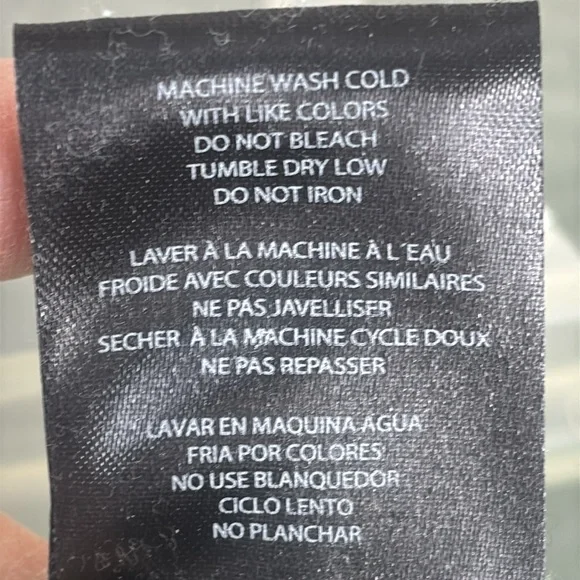 MACHINE WASH COLD
WITH LIKE COLORS
DO NOT BLEACH
TUMBLE DRY LOW
DO NOT IRON
LAVER À LA MACHINE À L´EAU
FROIDE AVEC COULEURS SIMILAIRES
NE PAS JAVELLISER
SECHER À LA MACHINE CYCLE DOUX
NE PAS REPASSER
LAVAR EN MAQUINA AGUA
FRIA POR COLORES
NO USE BLANQUEDOR
CICLO LENTO
NO PLANCHAR